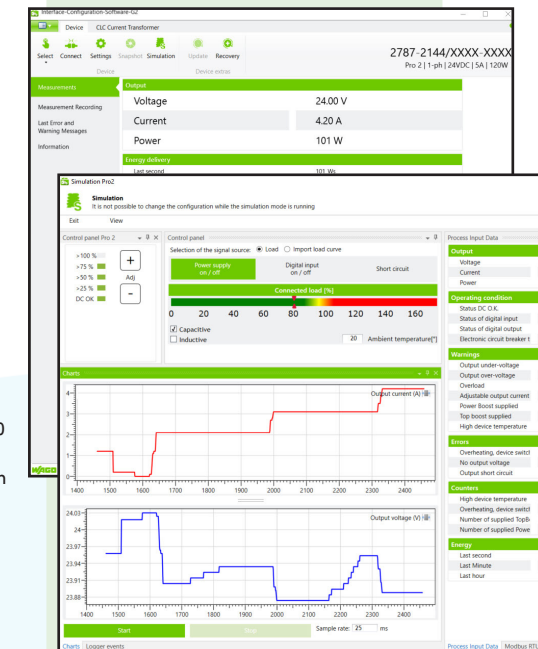 Interface-Configuration-Software-G2
Device CLC Current Transformer
Select Connect Settings Snapshot Simulation Update Recovery
Device Device extras
2787-2144/XXXX-XXXX
Pro 2 | 1-ph | 24VDC | 5A | 120W
Measurements
Measurement Recording
Last Error and
Warning Messages
Information
Output
Voltage 24.00 V
Current 4.20 A
Power 101 W
Energy delivery
Last second 101 Ws
WAGO
Simulation Pro2
Simulation
It is not possible to change the configuration while the simulation mode is running
Exit View
Control panel Pro 2
>100 %
>75 %
>50 %
>25 %
DC OK
+
Adj
-
Control panel
Selection of the signal source: Load Import load curve
Power supply
on / off
Digital input
on / off
Short circuit
Connected load [%]
0 20 40 60 80 100 120 140 160
Capacitive
Inductive
20 Ambient temperature[°]
Charts
Output current (A)
4
3
2
1
0
1400 1500 1600 1700 1800 1900 2000 2100 2200 2300 2400
Output voltage (V)
24.03
24
23.97
23.94
23.91
23.88
1400 1500 1600 1700 1800 1900 2000 2100 2200 2300 2400
Start Stop Sample rate: 25 ms
Charts Logger events
Process Input Data
Output
Voltage
Current
Power
Operating condition
Status DC O.K.
Status of digital input
Status of digital output
Electronic circuit breaker t
Warnings
Output under-voltage
Output over-voltage
Overload
Adjustable output current
Power Boost supplied
Top boost supplied
High device temperature
Errors
Overheating, device switch
No output voltage
Output short circuit
Counters
High device temperature
Overheating, device switch
Number of supplied TopB
Number of supplied Powe
Energy
Last second
Last Minute
Last hour
Process Input Data Modbus RTU